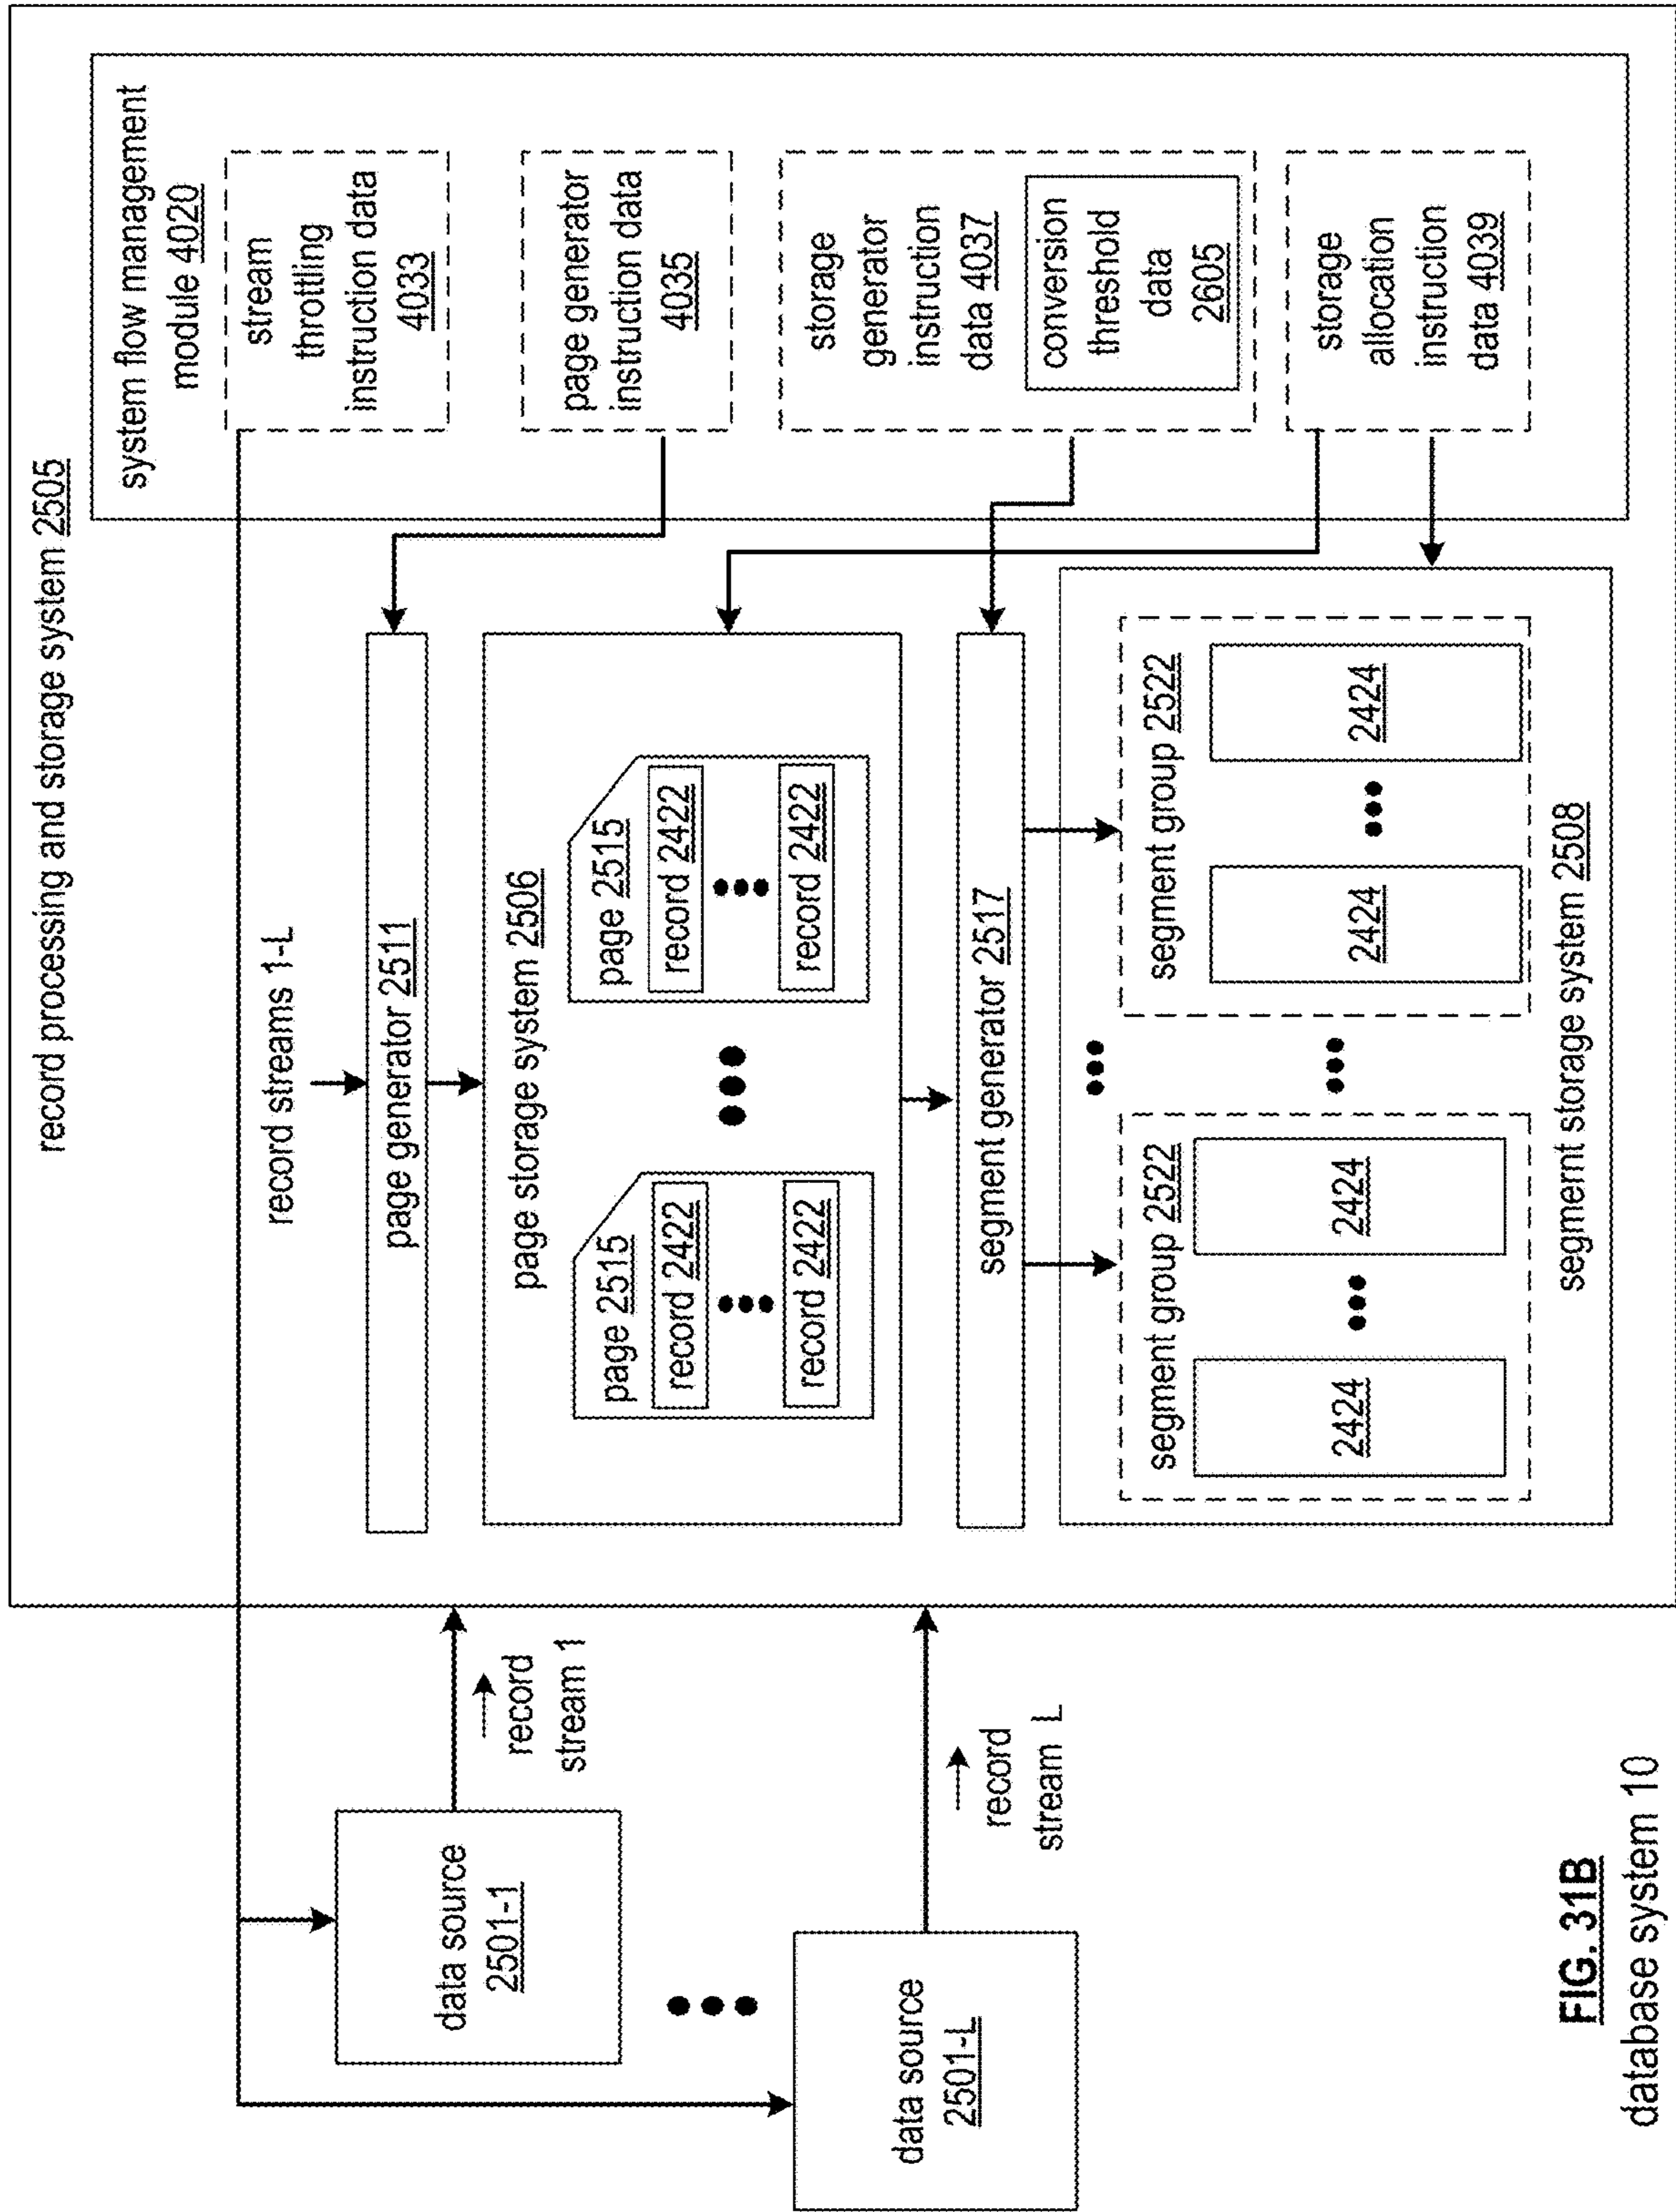 record processing and storage system 2505
system flow management
module 4020
stream
throttling
instruction data
4033
page generator
instruction data
4035
storage
generator
instruction
data 4037
conversion
threshold
data
2605
storage
allocation
instruction
data 4039
record streams 1-L
page generator 2511
page storage system 2506
page 2515
record 2422
record 2422
page 2515
record 2422
record 2422
segment generator 2517
segment group 2522
2424
2424
segment group 2522
2424
2424
segment storage system 2508
data source
2501-1
record
stream 1
data source
2501-L
record
stream L
FIG. 31B
database system 10